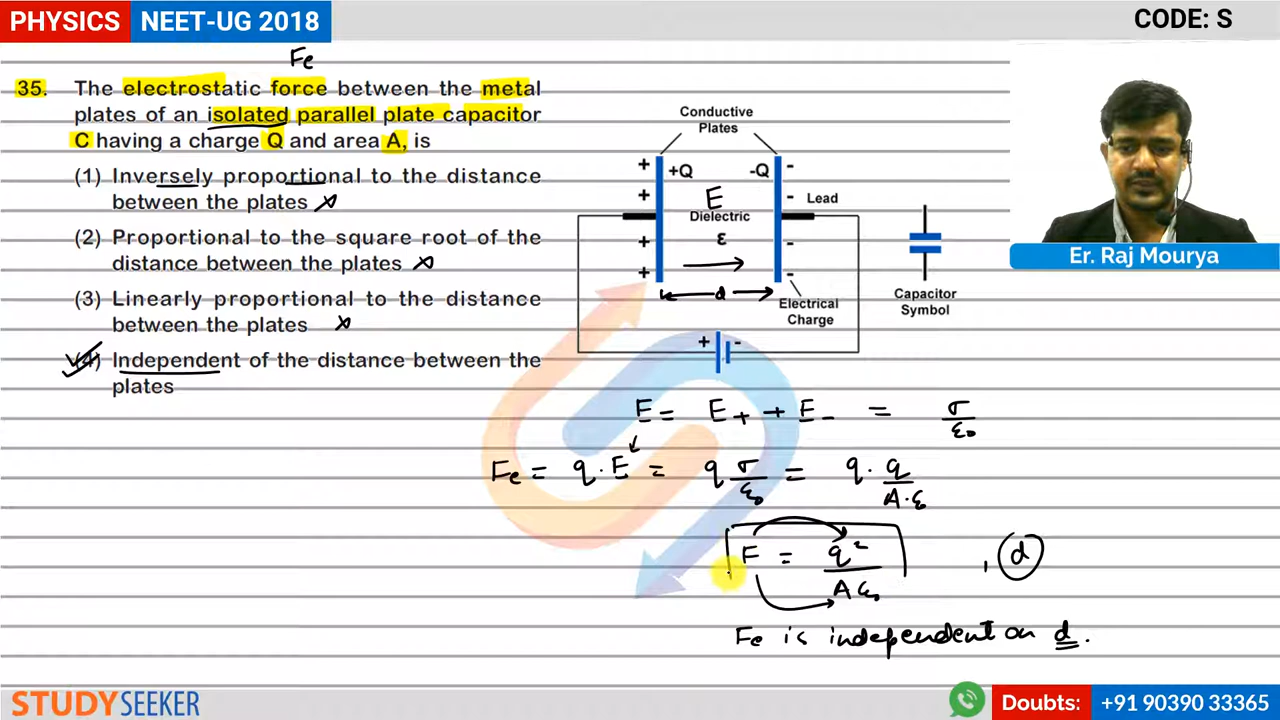 PHYSICS NEET-UG 2018
CODE: S
Fe
35. The electrostatic force between the metal
plates of an isolated parallel plate capacitor
C having a charge Q and area A, is
(1) Inversely proportional to the distance
between the plates
(2) Proportional to the square root of the
distance between the plates
(3) Linearly proportional to the distance
between the plates
(4) Independent of the distance between the
plates
Conductive
Plates
+ +Q -Q -
+ E - Lead
Dielectric
+ ε -
+ -
d
Electrical
Charge
+ -
Capacitor
Symbol
Er. Raj Mourya
E = E+ + E- = σ/ε0
Fe = q . E = q σ/ε0 = q . q/A.ε0
F = q²/Aε0 , d
Fe is independent on d.
STUDY SEEKER
Doubts: +91 90390 33365